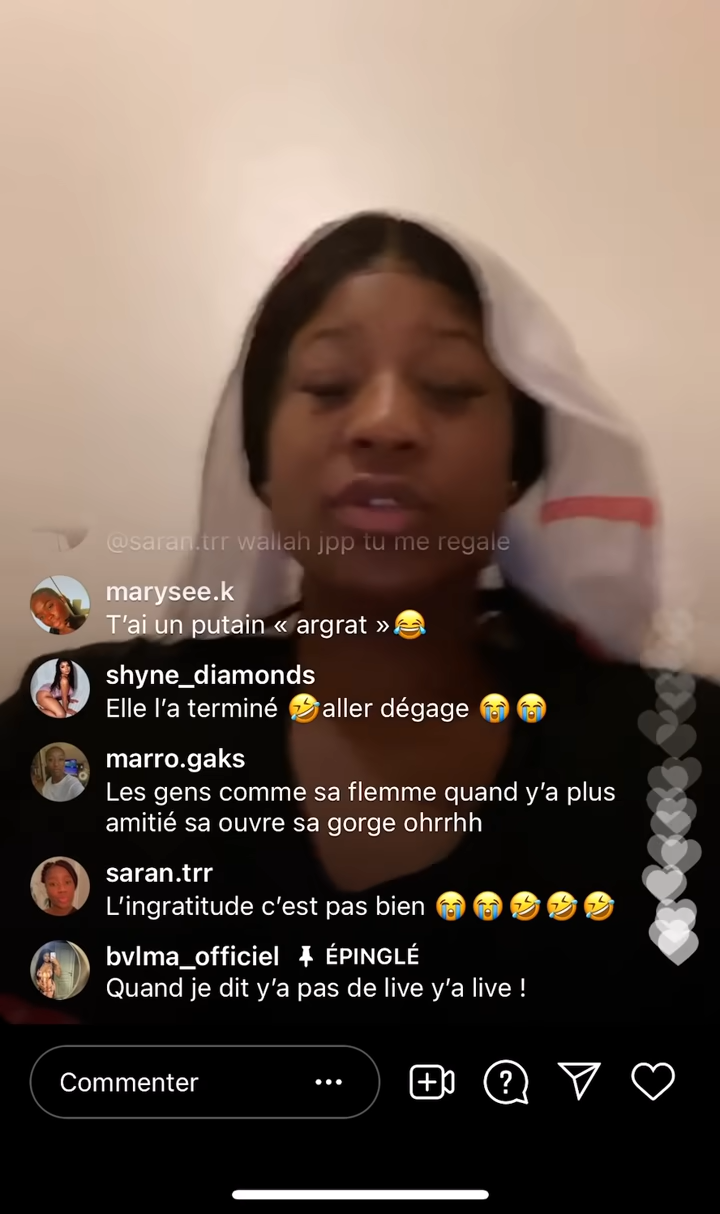 @saran.trr wallah jpp tu me regale
marysee.k
T'ai un putain « argrat »😂
shyne_diamonds
Elle l'a terminé 🤣aller dégage 😭😭
marro.gaks
Les gens comme sa flemme quand y'a plus
amitié sa ouvre sa gorge ohrrhh
saran.trr
L'ingratitude c'est pas bien 😭😭🤣🤣🤣
bvlma_officiel 📌 ÉPINGLÉ
Quand je dit y'a pas de live y'a live !
Commenter ...